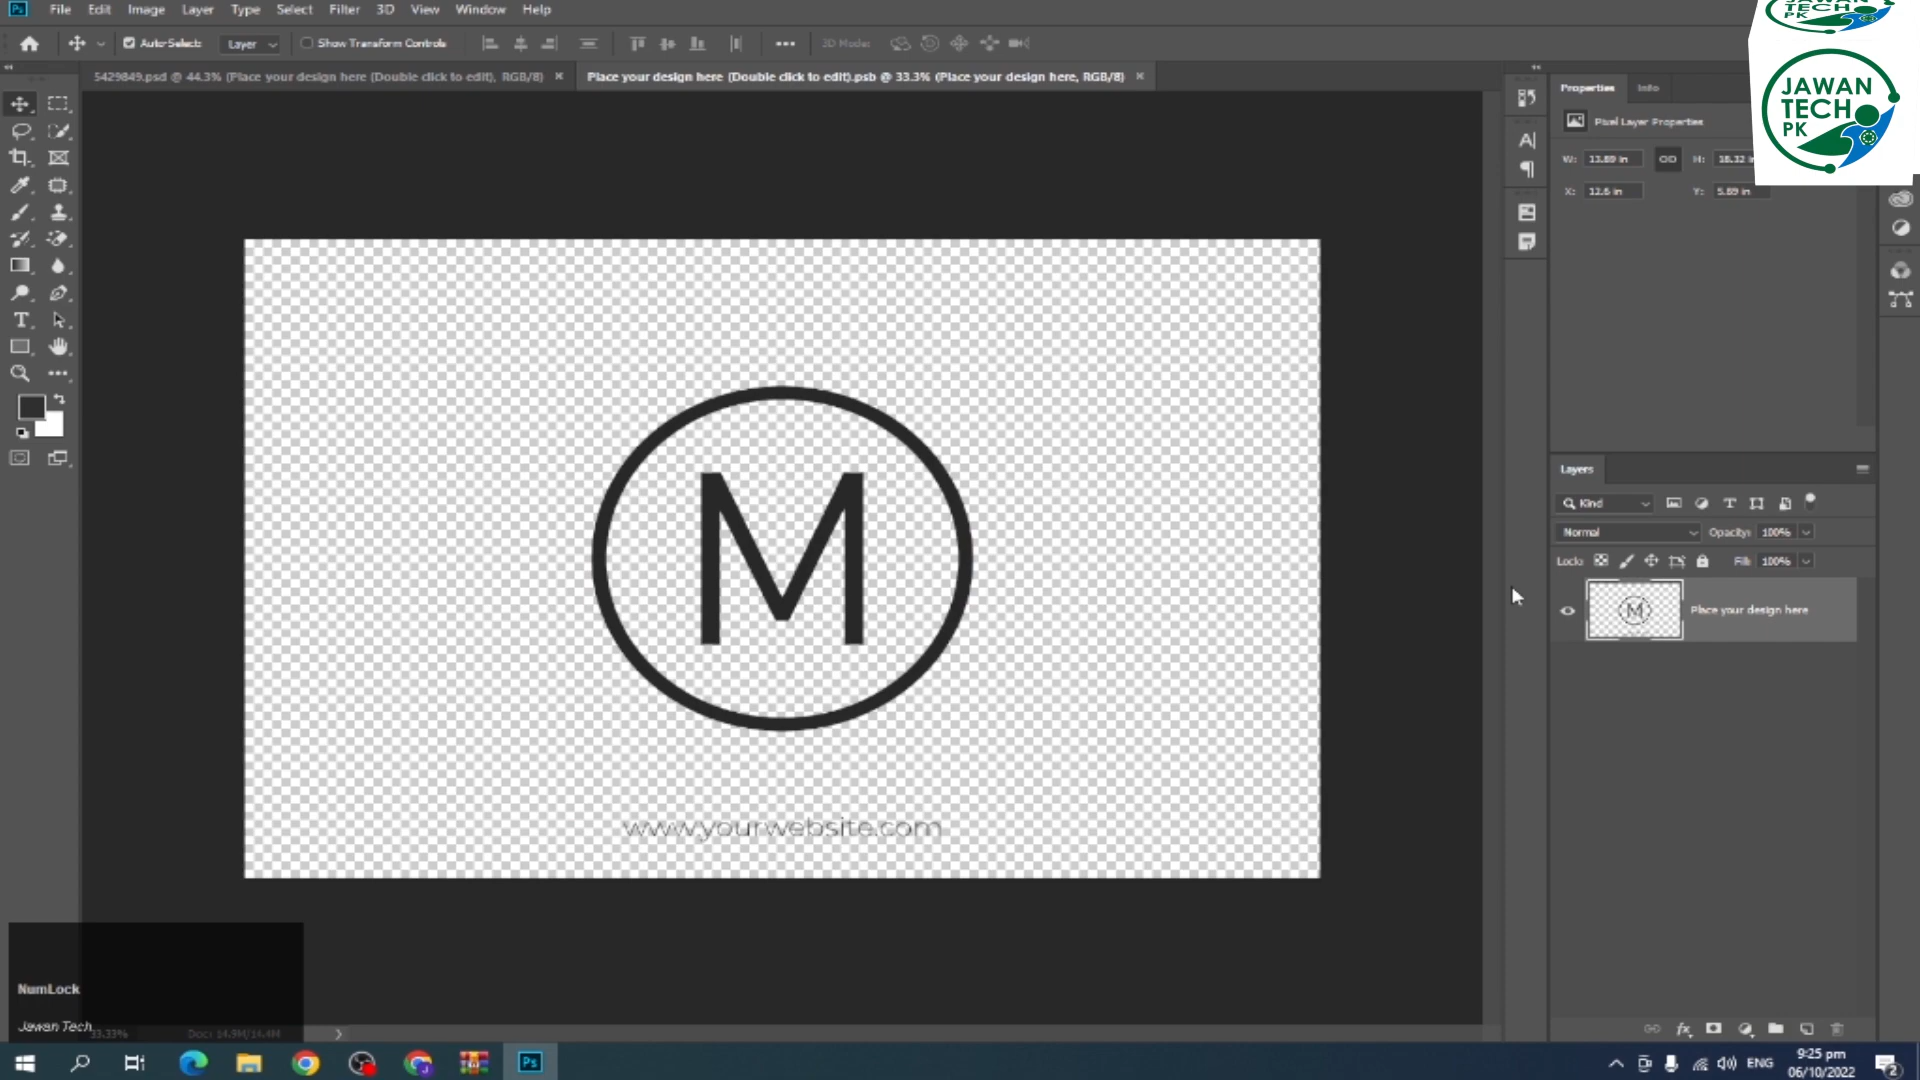 File Edit Image Layer Type Select Filter 3D View Window Help
Auto-Select: Layer Show Transform Controls 3D Mode:
5429849.psd @ 44.3% (Place your design here (Double click to edit), RGB/8) × Place your design here (Double click to edit).psb @ 33.3% (Place your design here, RGB/8) ×
TECH
PK
JAWAN
TECH
PK
Properties Info
Pixel Layer Properties
W: 13.89 in H: 16.32 in
X: 12.6 in Y: 5.89 in
M
www.yourwebsite.com
Layers
Kind
Normal Opacity: 100%
Lock: Fill: 100%
Place your design here
NumLock
Jawan Tech
33.33% Doc: 14.9M/14.4M
ENG 9:25 pm
06/10/2022
2